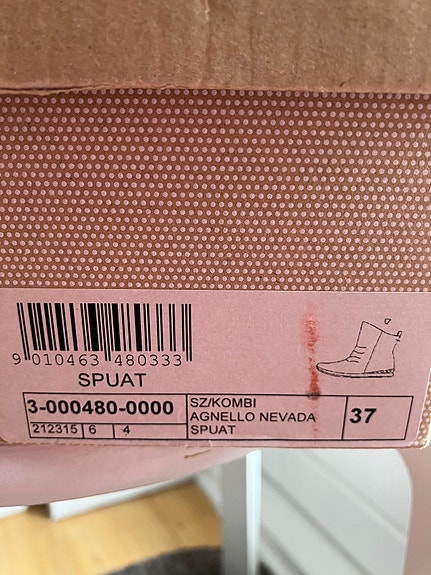 9 010463 480333
SPUAT
3-000480-0000
SZ/KOMBI
AGNELLO NEVADA
SPUAT
37
212315 6 4